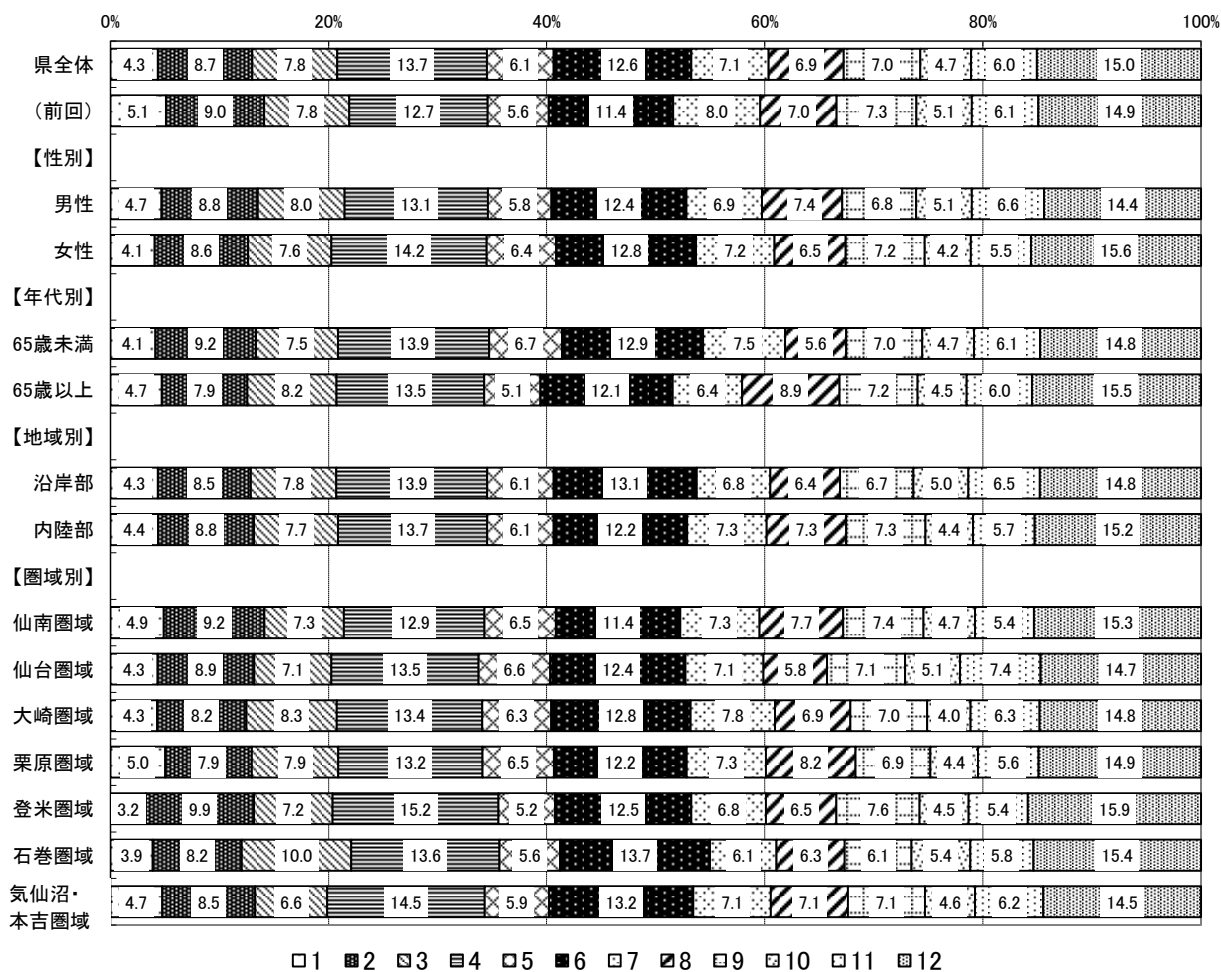 0% 20% 40% 60% 80% 100%
県全体 4.3 8.7 7.8 13.7 6.1 12.6 7.1 6.9 7.0 4.7 6.0 15.0
(前回) 5.1 9.0 7.8 12.7 5.6 11.4 8.0 7.0 7.3 5.1 6.1 14.9
【性別】
男性 4.7 8.8 8.0 13.1 5.8 12.4 6.9 7.4 6.8 5.1 6.6 14.4
女性 4.1 8.6 7.6 14.2 6.4 12.8 7.2 6.5 7.2 4.2 5.5 15.6
【年代別】
65歳未満 4.1 9.2 7.5 13.9 6.7 12.9 7.5 5.6 7.0 4.7 6.1 14.8
65歳以上 4.7 7.9 8.2 13.5 5.1 12.1 6.4 8.9 7.2 4.5 6.0 15.5
【地域別】
沿岸部 4.3 8.5 7.8 13.9 6.1 13.1 6.8 6.4 6.7 5.0 6.5 14.8
内陸部 4.4 8.8 7.7 13.7 6.1 12.2 7.3 7.3 7.3 4.4 5.7 15.2
【圏域別】
仙南圏域 4.9 9.2 7.3 12.9 6.5 11.4 7.3 7.7 7.4 4.7 5.4 15.3
仙台圏域 4.3 8.9 7.1 13.5 6.6 12.4 7.1 5.8 7.1 5.1 7.4 14.7
大崎圏域 4.3 8.2 8.3 13.4 6.3 12.8 7.8 6.9 7.0 4.0 6.3 14.8
栗原圏域 5.0 7.9 7.9 13.2 6.5 12.2 7.3 8.2 6.9 4.4 5.6 14.9
登米圏域 3.2 9.9 7.2 15.2 5.2 12.5 6.8 6.5 7.6 4.5 5.4 15.9
石巻圏域 3.9 8.2 10.0 13.6 5.6 13.7 6.1 6.3 6.1 5.4 5.8 15.4
気仙沼・
本吉圏域 4.7 8.5 6.6 14.5 5.9 13.2 7.1 7.1 7.1 4.6 6.2 14.5
1 2 3 4 5 6 7 8 9 10 11 12